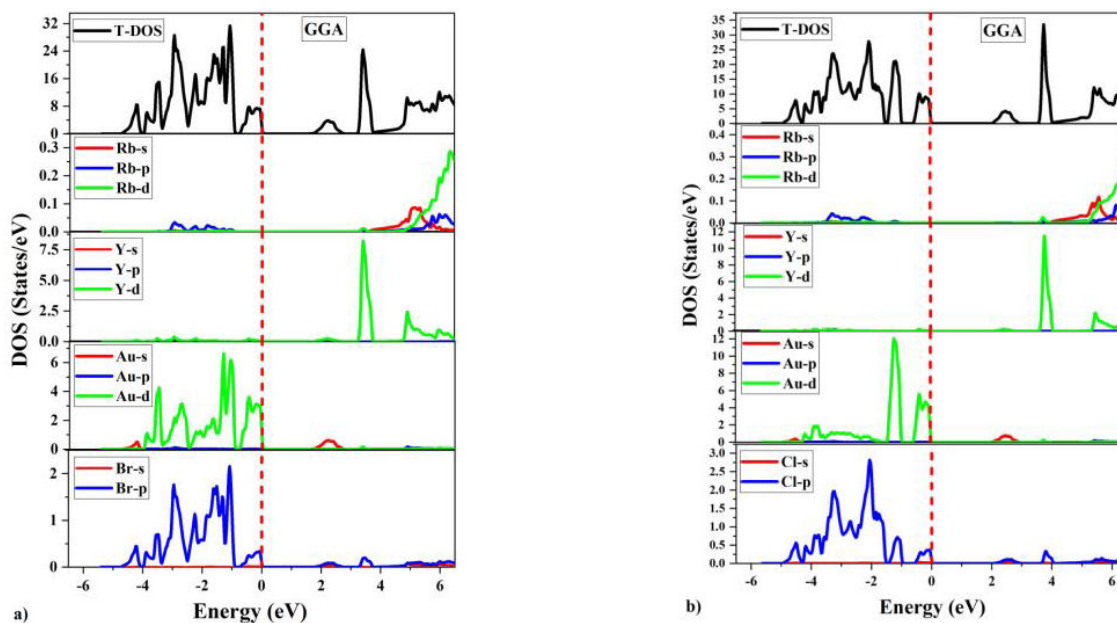 T-DOS
GGA
32
24
16
8
0
Rb-s
Rb-p
Rb-d
0.3
0.2
0.1
0.0
Y-s
Y-p
Y-d
7.5
5.0
2.5
0.0
Au-s
Au-p
Au-d
6
4
2
0
Br-s
Br-p
2
1
0
-6 -4 -2 0 2 4 6
Energy (eV)
DOS (States/eV)
a)
T-DOS
GGA
35
30
25
20
15
10
5
0
Rb-s
Rb-p
Rb-d
0.4
0.3
0.2
0.1
0.0
Y-s
Y-p
Y-d
12
10
8
6
4
2
0
Au-s
Au-p
Au-d
12
10
8
6
4
2
0
Cl-s
Cl-p
3.0
2.5
2.0
1.5
1.0
0.5
0.0
-6 -4 -2 0 2 4 6
Energy (eV)
DOS (States/eV)
b)